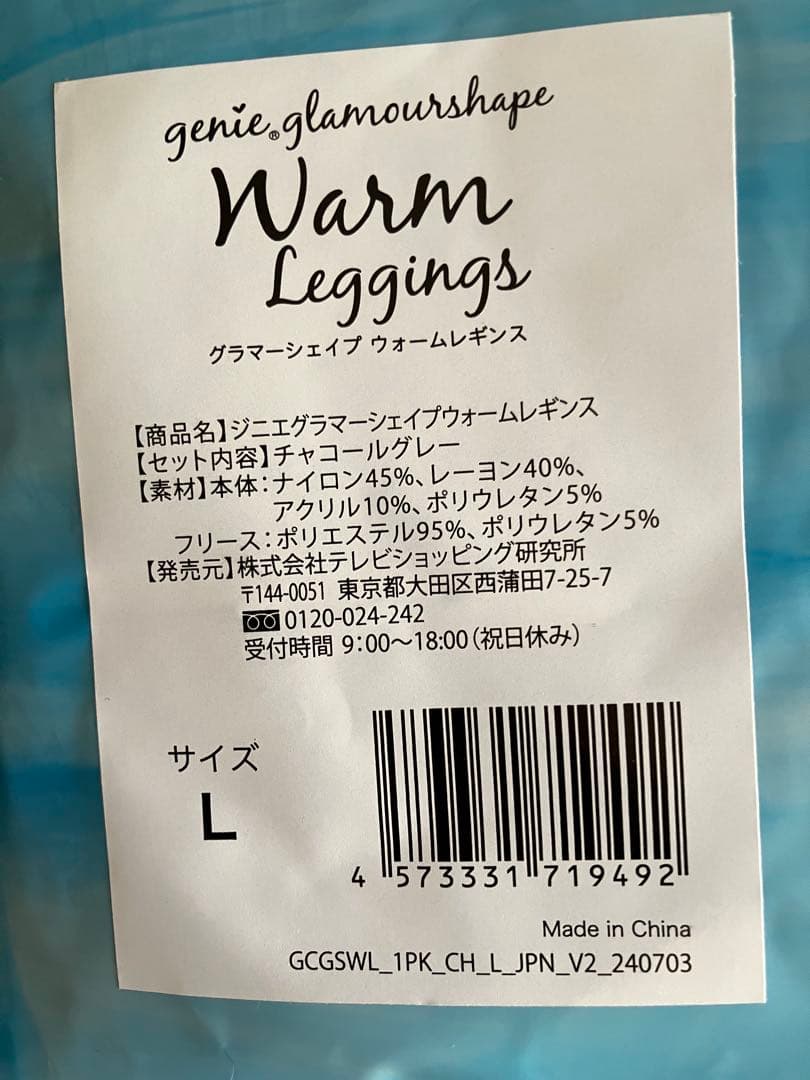 genie® glamourshape
Warm
Leggings
グラマーシェイプ ウォームレギンス
【商品名】ジニエグラマーシェイプウォームレギンス
【セット内容】チャコールグレー
【素材】本体：ナイロン45%、レーヨン40%、
アクリル10%、ポリウレタン5%
フリース：ポリエステル95%、ポリウレタン5%
【発売元】株式会社テレビショッピング研究所
〒144-0051 東京都大田区西蒲田7-25-7
0120-024-242
受付時間 9:00〜18:00（祝日休み）
サイズ
L
4 573331 719492
Made in China
GCGSWL_1PK_CH_L_JPN_V2_240703